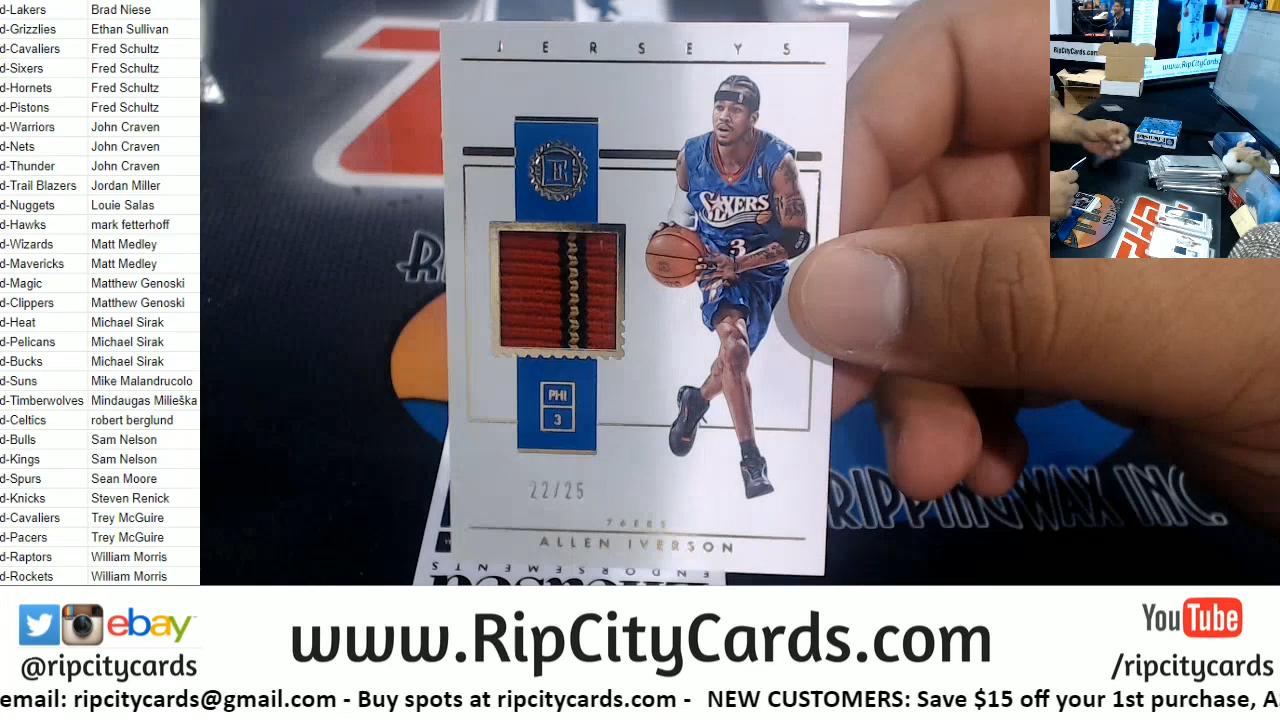 d-Lakers Brad Niese
d-Grizzlies Ethan Sullivan
d-Cavaliers Fred Schultz
d-Sixers Fred Schultz
d-Hornets Fred Schultz
d-Pistons Fred Schultz
d-Warriors John Craven
d-Nets John Craven
d-Thunder John Craven
d-Trail Blazers Jordan Miller
d-Nuggets Louie Salas
d-Hawks mark fetterhoff
d-Wizards Matt Medley
d-Mavericks Matt Medley
d-Magic Matthew Genoski
d-Clippers Matthew Genoski
d-Heat Michael Sirak
d-Pelicans Michael Sirak
d-Bucks Michael Sirak
d-Suns Mike Malandrucolo
d-Timberwolves Mindaugas Milieška
d-Celtics robert berglund
d-Bulls Sam Nelson
d-Kings Sam Nelson
d-Spurs Sean Moore
d-Knicks Steven Renick
d-Cavaliers Trey McGuire
d-Pacers Trey McGuire
d-Raptors William Morris
d-Rockets William Morris
JERSEYS
SIXERS
3
PHI
3
22/25
76ERS
ALLEN IVERSON
ENDORSEMENTS
RIPPINGWAX INC.
RipCityCards.com
www.RipCityCards.com
ebay
@ripcitycards
www.RipCityCards.com
YouTube
/ripcitycards
email: ripcitycards@gmail.com - Buy spots at ripcitycards.com - NEW CUSTOMERS: Save $15 off your 1st purchase, A